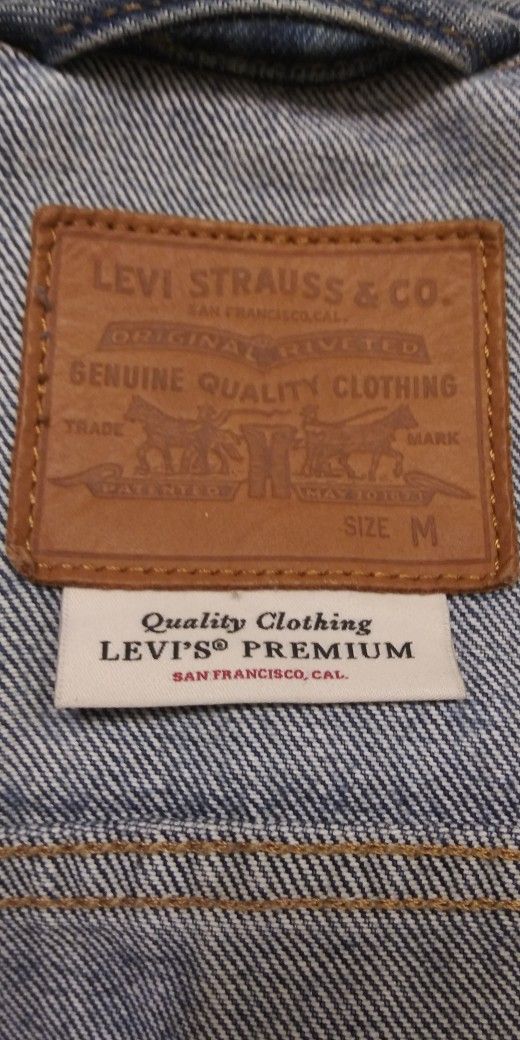 LEVI STRAUSS & CO.
SAN FRANCISCO, CAL.
ORIGINAL RIVETED
GENUINE QUALITY CLOTHING
TRADE MARK
PATENTED MAY 20 1873
SIZE M
Quality Clothing
LEVI'S® PREMIUM
SAN FRANCISCO, CAL.